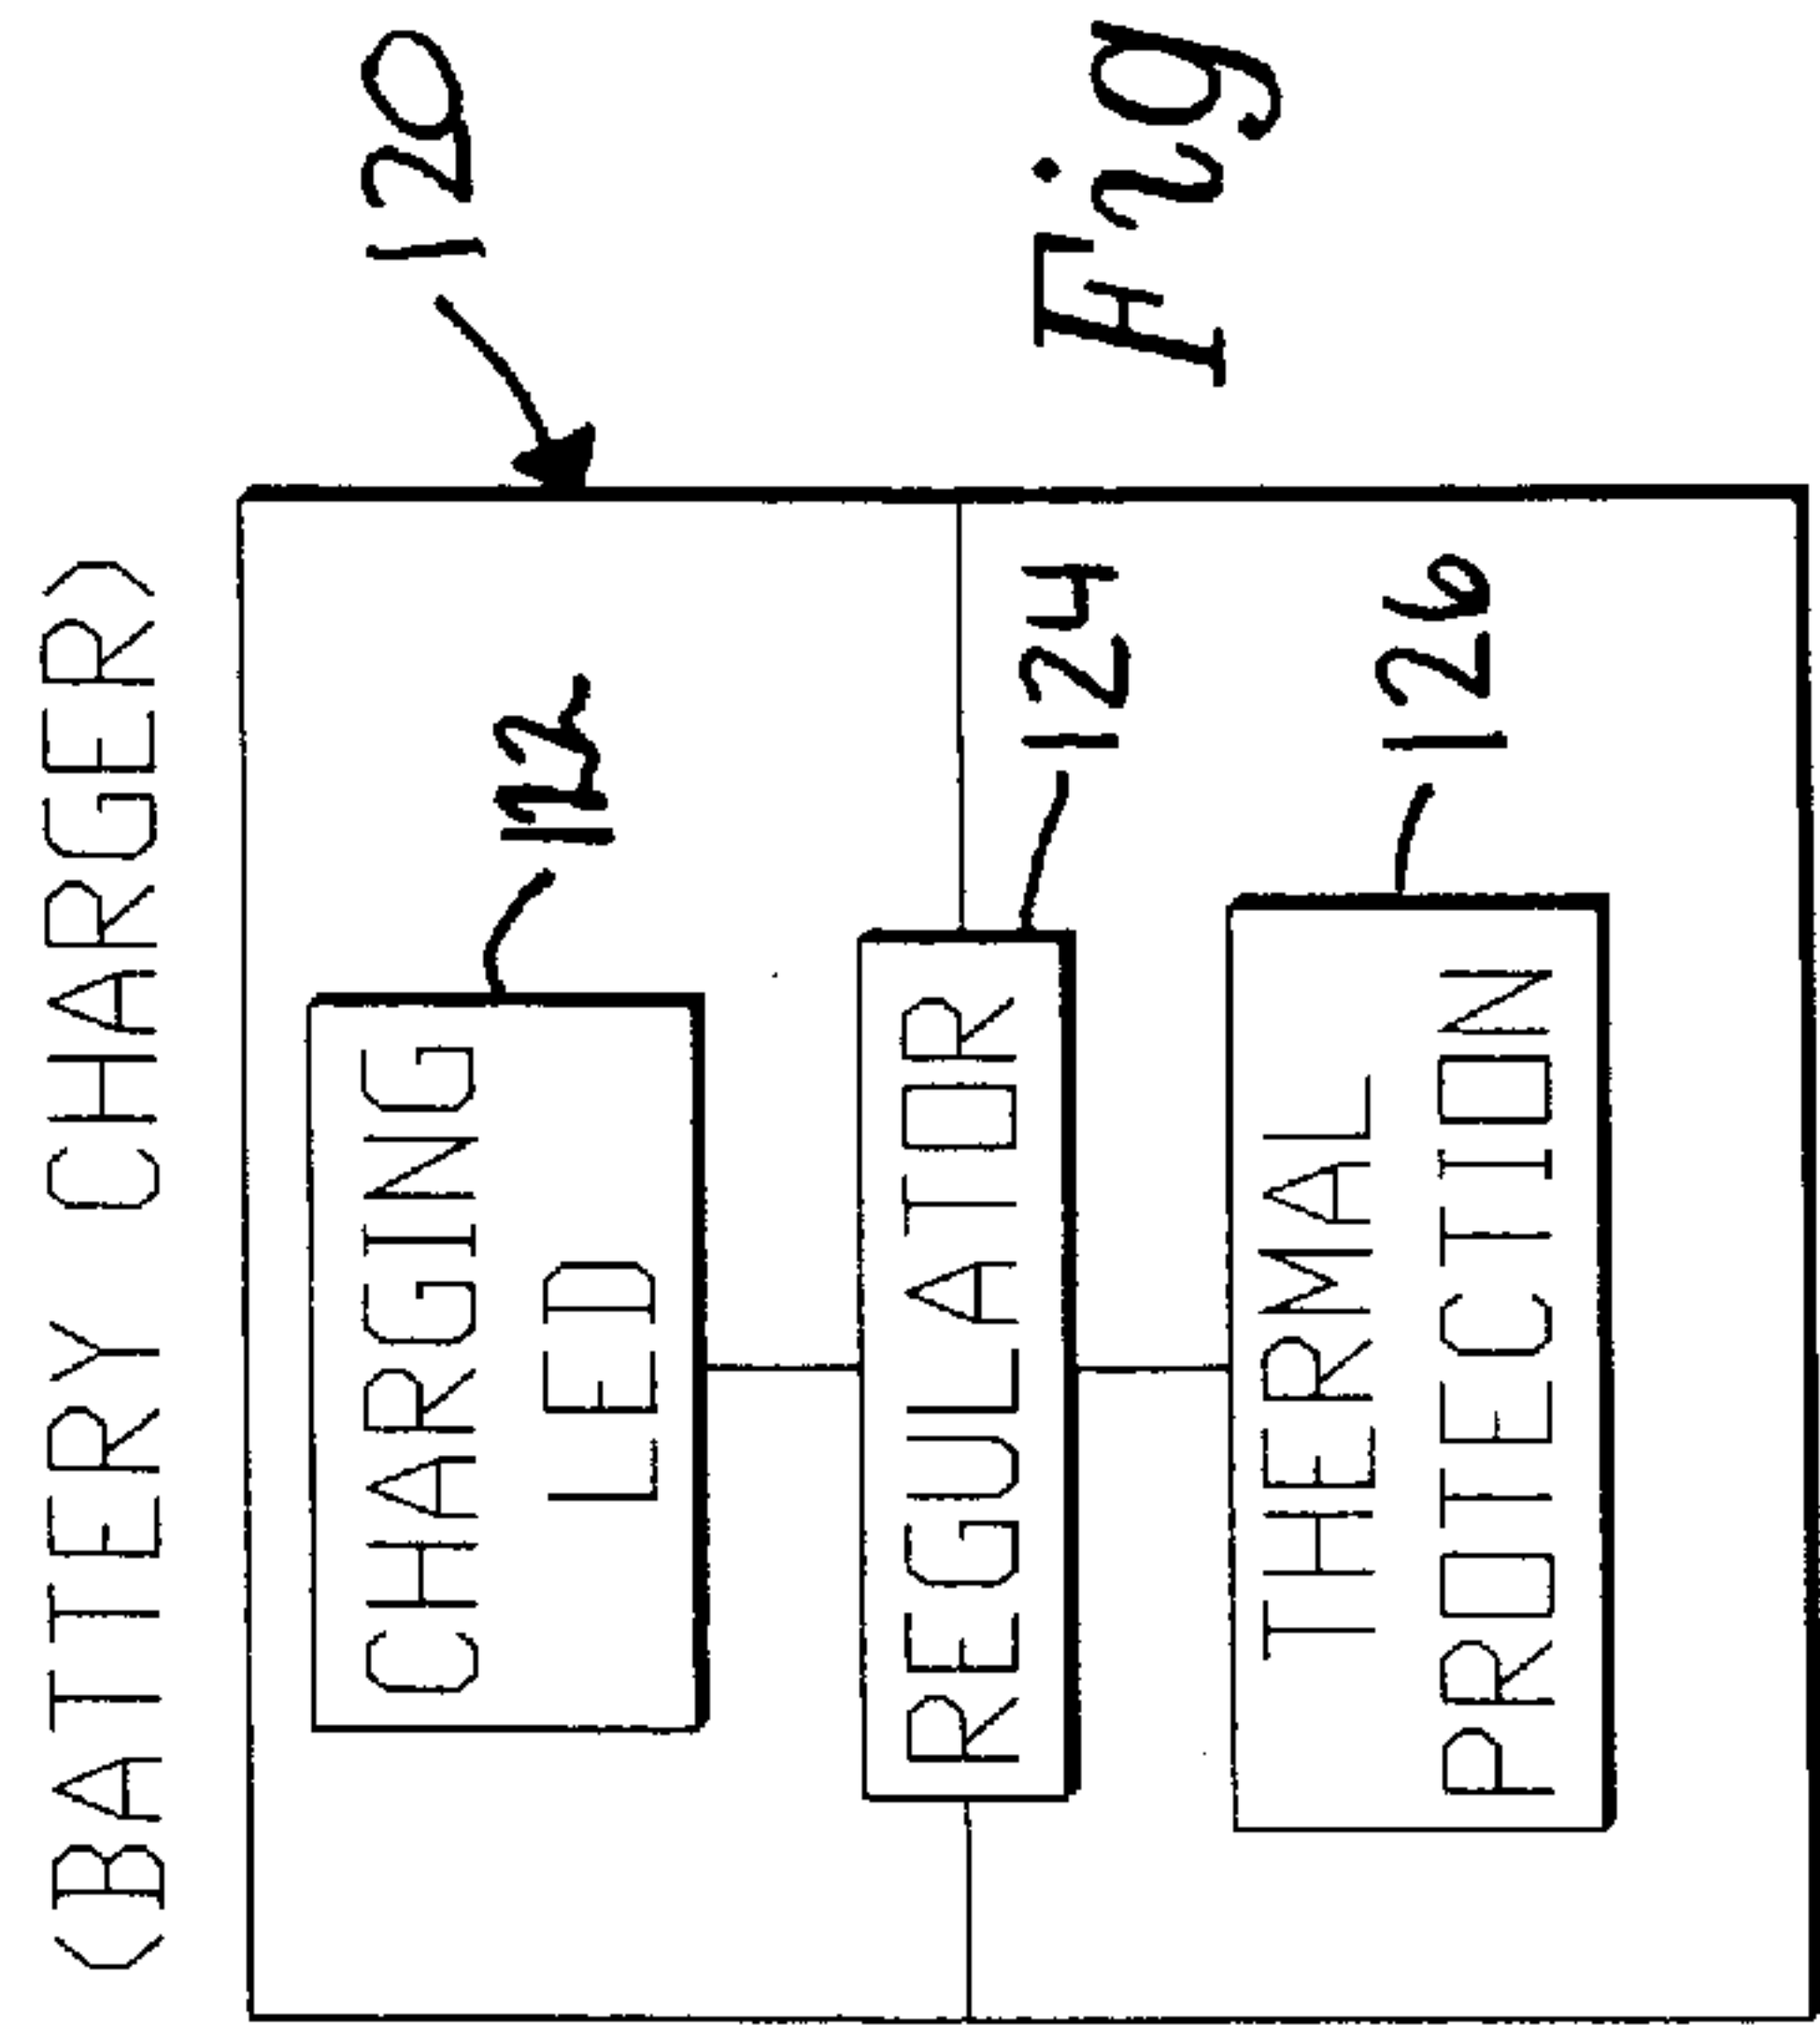 (BATTERY CHARGER)
120
CHARGING
LED
122
REGULATOR
124
THERMAL
PROTECTION
126
Fig